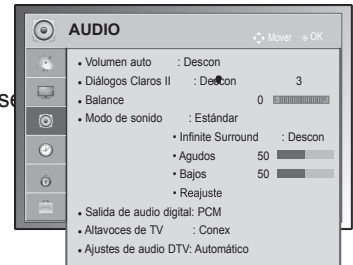 AUDIO
Mover OK
• Volumen auto : Descon
• Diálogos Claros II : Descon 3
• Balance 0
• Modo de sonido : Estándar
• Infinite Surround : Descon
• Agudos 50
• Bajos 50
• Reajuste
• Salida de audio digital: PCM
• Altavoces de TV : Conex
• Ajustes de audio DTV: Automático
se